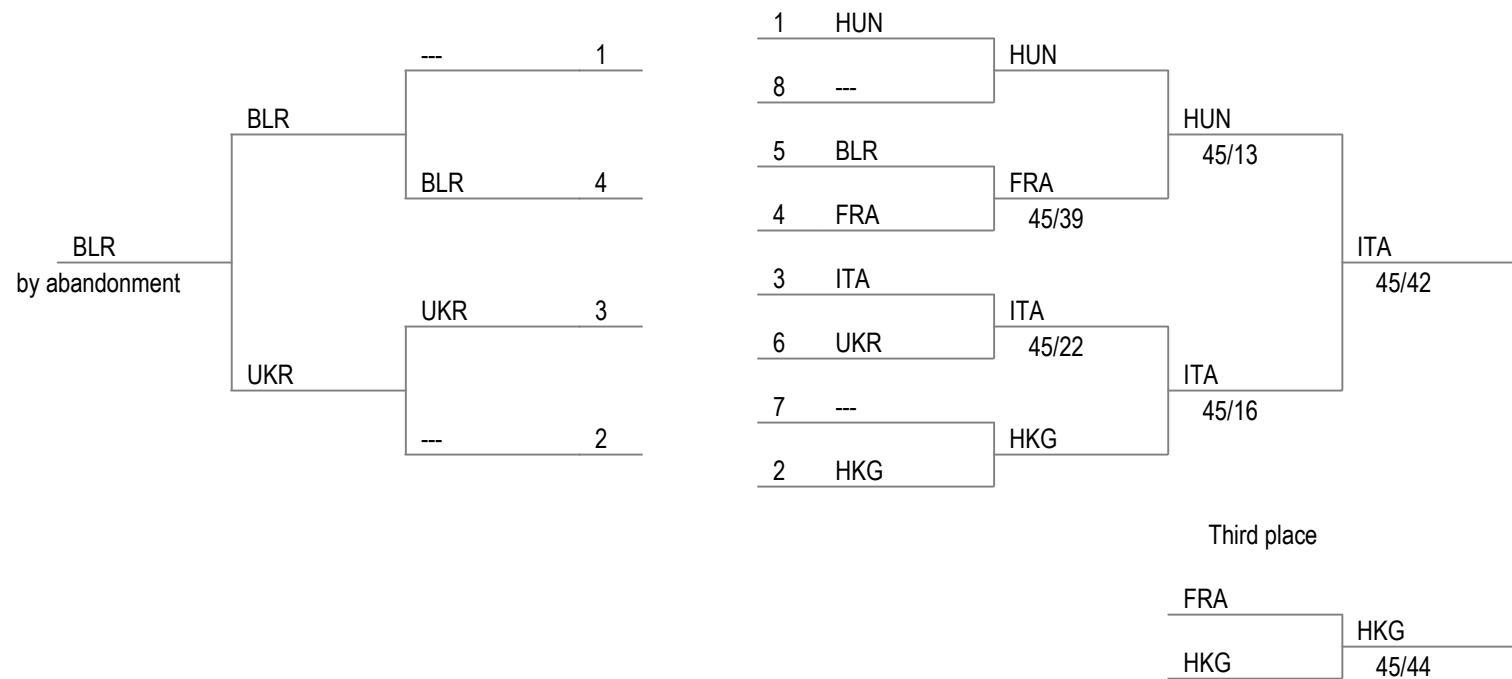 1 HUN
--- 1 HUN
8 ---
BLR HUN
5 BLR 45/13
BLR 4 FRA
4 FRA 45/39
BLR ITA
by abandonment 3 ITA 45/42
UKR 3 ITA
6 UKR 45/22
UKR ITA
7 --- 45/16
--- 2 HKG
2 HKG
Third place
FRA
HKG
HKG 45/44